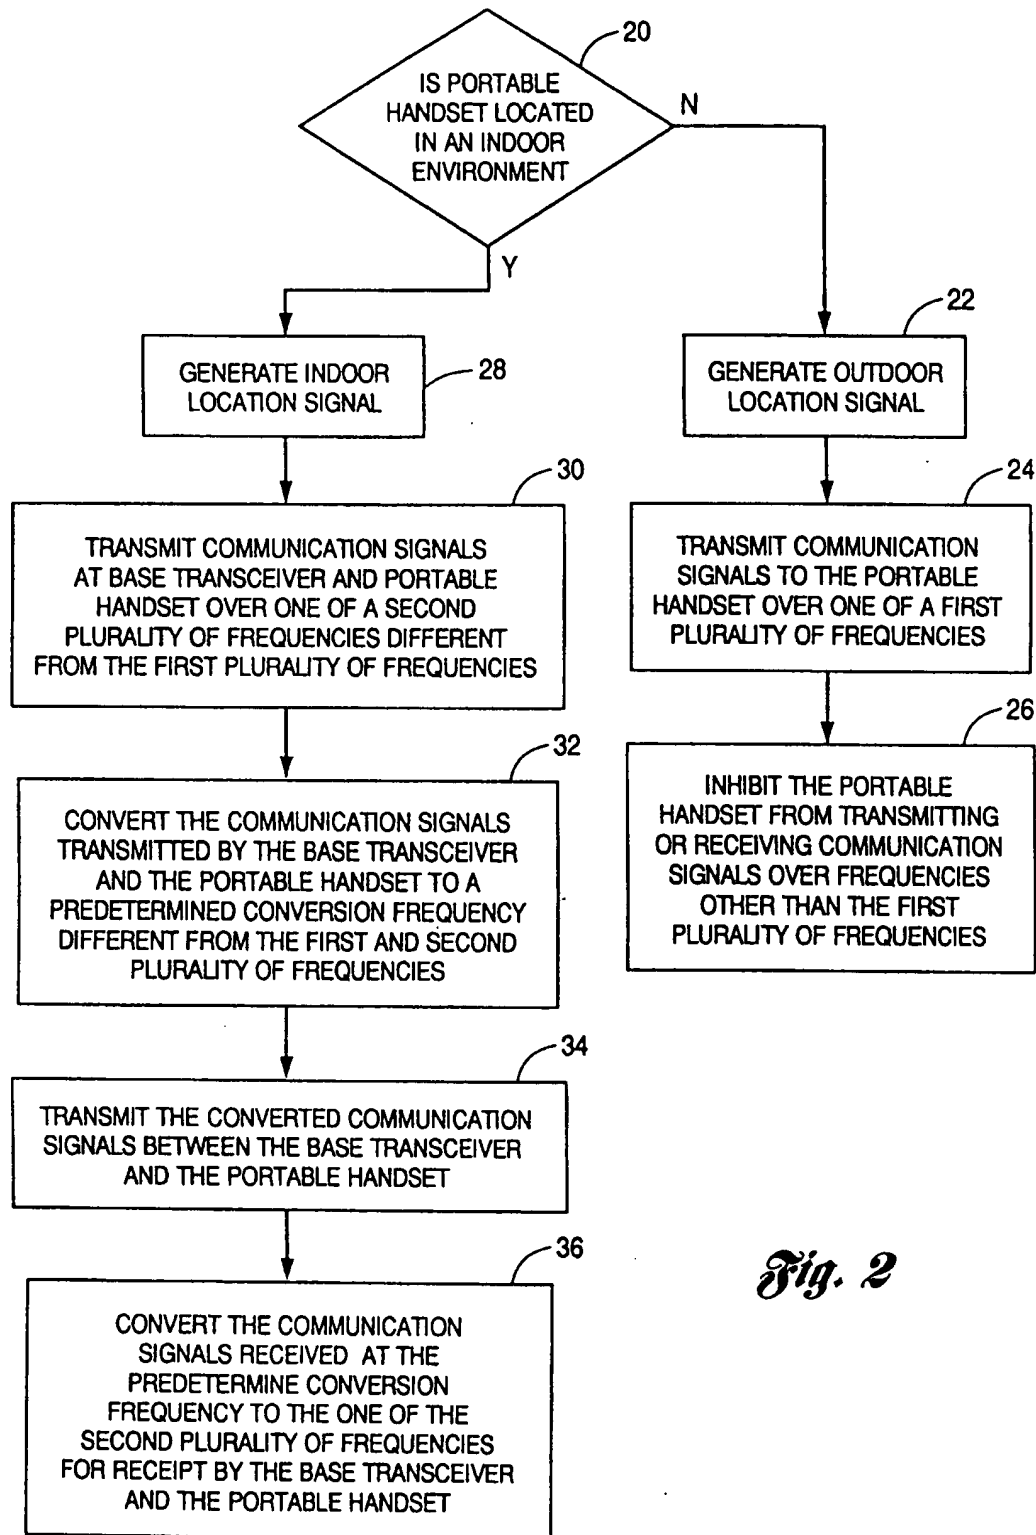 20
IS PORTABLE
HANDSET LOCATED
IN AN INDOOR
ENVIRONMENT
N
Y
22
GENERATE INDOOR
LOCATION SIGNAL
28
GENERATE OUTDOOR
LOCATION SIGNAL
30
TRANSMIT COMMUNICATION SIGNALS
AT BASE TRANSCEIVER AND PORTABLE
HANDSET OVER ONE OF A SECOND
PLURALITY OF FREQUENCIES DIFFERENT
FROM THE FIRST PLURALITY OF FREQUENCIES
24
TRANSMIT COMMUNICATION
SIGNALS TO THE PORTABLE
HANDSET OVER ONE OF A FIRST
PLURALITY OF FREQUENCIES
32
CONVERT THE COMMUNICATION SIGNALS
TRANSMITTED BY THE BASE TRANSCEIVER
AND THE PORTABLE HANDSET TO A
PREDETERMINED CONVERSION FREQUENCY
DIFFERENT FROM THE FIRST AND SECOND
PLURALITY OF FREQUENCIES
26
INHIBIT THE PORTABLE
HANDSET FROM TRANSMITTING
OR RECEIVING COMMUNICATION
SIGNALS OVER FREQUENCIES
OTHER THAN THE FIRST
PLURALITY OF FREQUENCIES
34
TRANSMIT THE CONVERTED COMMUNICATION
SIGNALS BETWEEN THE BASE TRANSCEIVER
AND THE PORTABLE HANDSET
36
CONVERT THE COMMUNICATION
SIGNALS RECEIVED AT THE
PREDETERMINE CONVERSION
FREQUENCY TO THE ONE OF THE
SECOND PLURALITY OF FREQUENCIES
FOR RECEIPT BY THE BASE TRANSCEIVER
AND THE PORTABLE HANDSET
Fig. 2